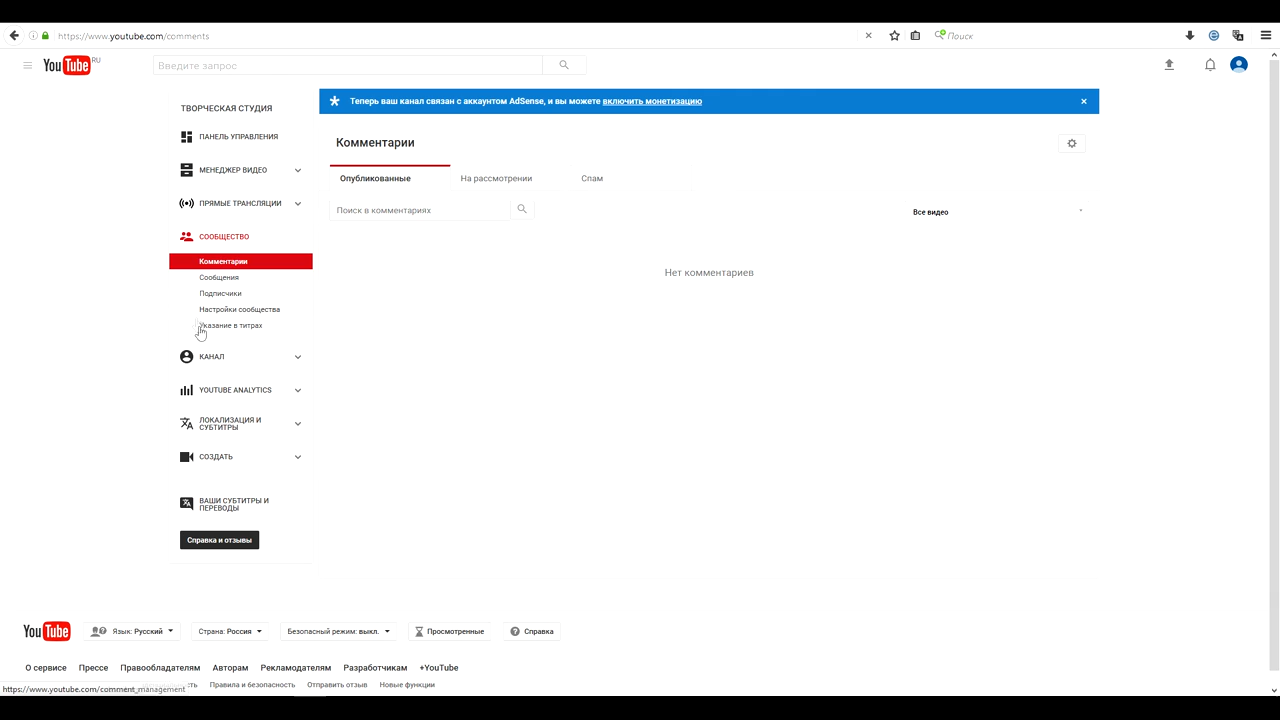 https://www.youtube.com/comments
Поиск
YouTube RU
Введите запрос
ТВОРЧЕСКАЯ СТУДИЯ
Теперь ваш канал связан с аккаунтом AdSense, и вы можете включить монетизацию
ПАНЕЛЬ УПРАВЛЕНИЯ
Комментарии
МЕНЕДЖЕР ВИДЕО
Опубликованные
На рассмотрении
Спам
ПРЯМЫЕ ТРАНСЛЯЦИИ
Поиск в комментариях
Все видео
СООБЩЕСТВО
Комментарии
Нет комментариев
Сообщения
Подписчики
Настройки сообщества
Указание в титрах
КАНАЛ
YOUTUBE ANALYTICS
ЛОКАЛИЗАЦИЯ И
СУБТИТРЫ
СОЗДАТЬ
ВАШИ СУБТИТРЫ И
ПЕРЕВОДЫ
Справка и отзывы
YouTube
Язык: Русский
Страна: Россия
Безопасный режим: выкл.
Просмотренные
Справка
О сервисе
Прессе
Правообладателям
Авторам
Рекламодателям
Разработчикам
+YouTube
https://www.youtube.com/comment_management
Правила и безопасность
Отправить отзыв
Новые функции